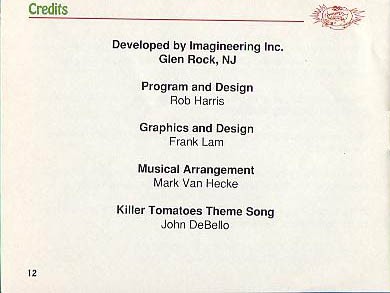 Credits
Developed by Imagineering Inc.
Glen Rock, NJ
Program and Design
Rob Harris
Graphics and Design
Frank Lam
Musical Arrangement
Mark Van Hecke
Killer Tomatoes Theme Song
John DeBello
12